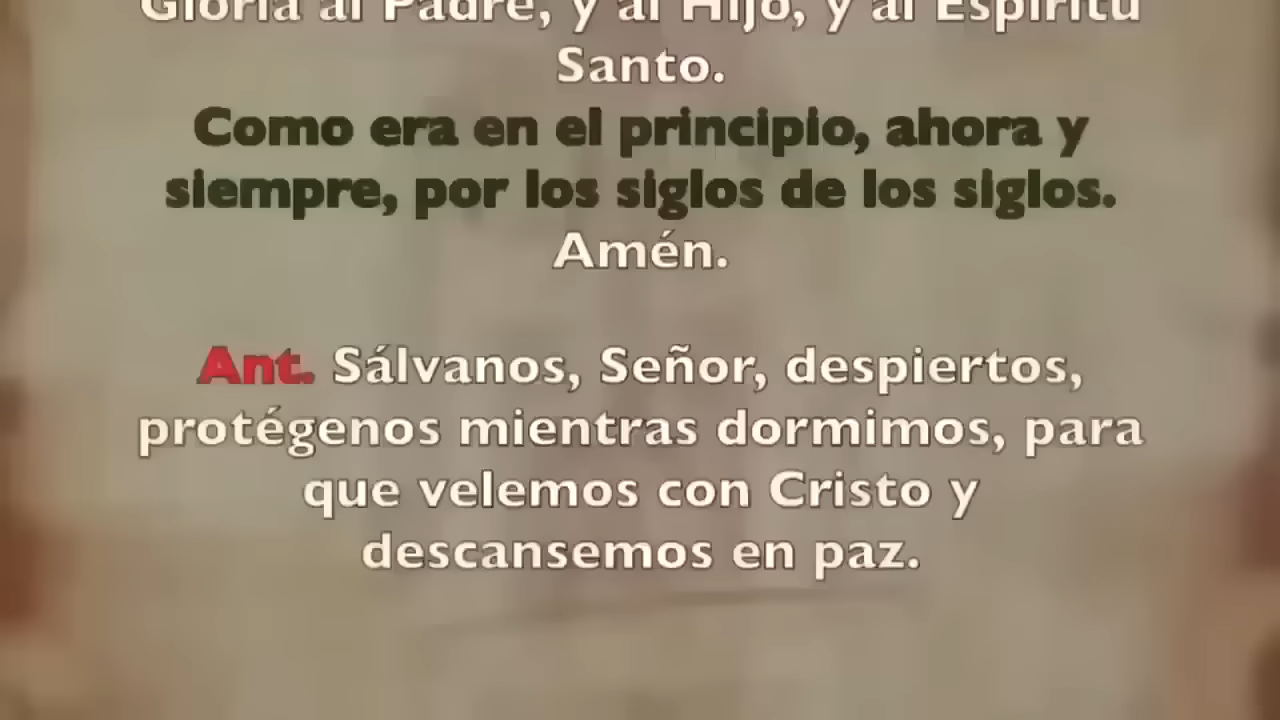 Gloria al Padre, y al Hijo, y al Espíritu
Santo.
Como era en el principio, ahora y
siempre, por los siglos de los siglos.
Amén.
Ant. Sálvanos, Señor, despiertos,
protégenos mientras dormimos, para
que velemos con Cristo y
descansemos en paz.